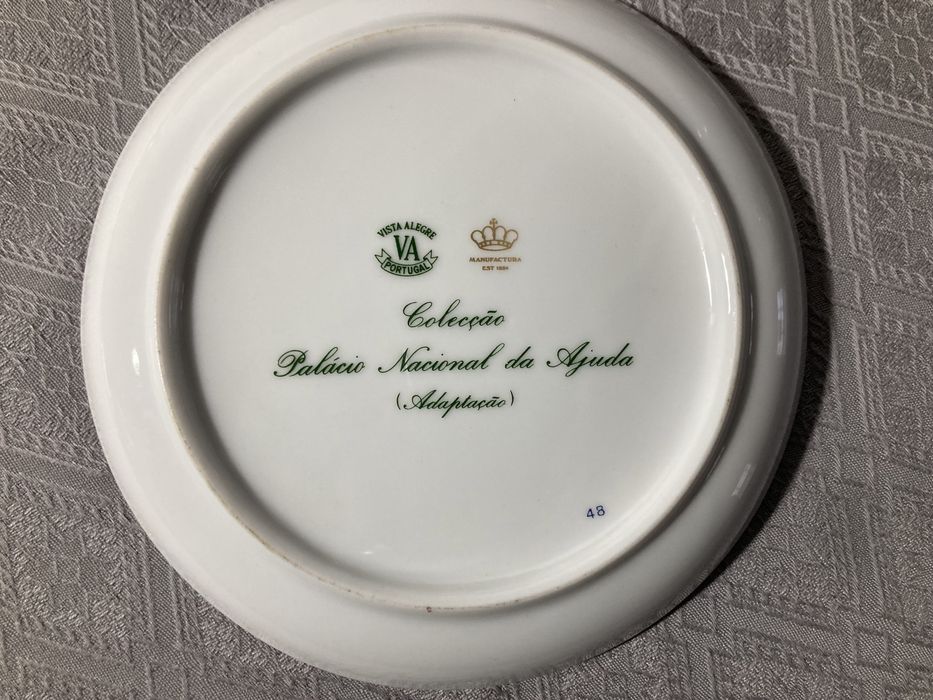 VISTA ALEGRE
VA
PORTUGAL
MANUFACTURA
EST 1824
Colecção
Palácio Nacional da Ajuda
(Adaptação)
48